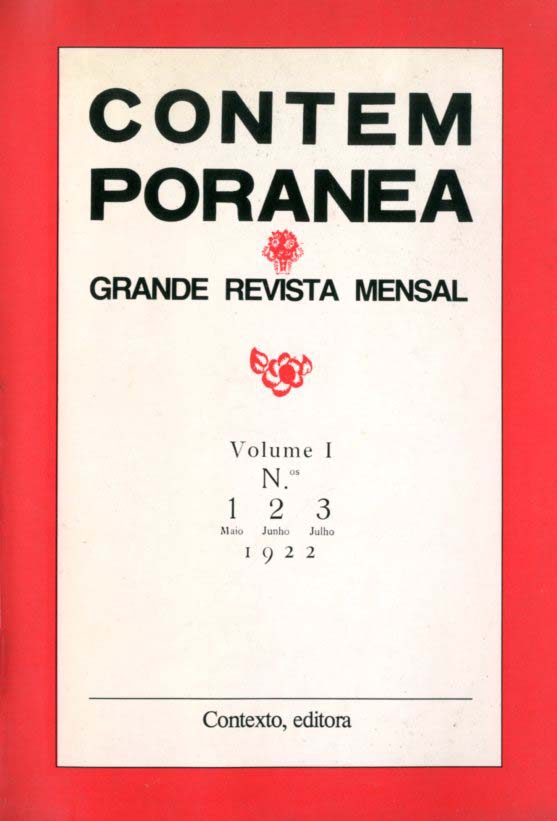 CONTEM
PORANEA
GRANDE REVISTA MENSAL
Volume I
N.os
1 2 3
Maio Junho Julho
1922
Contexto, editora